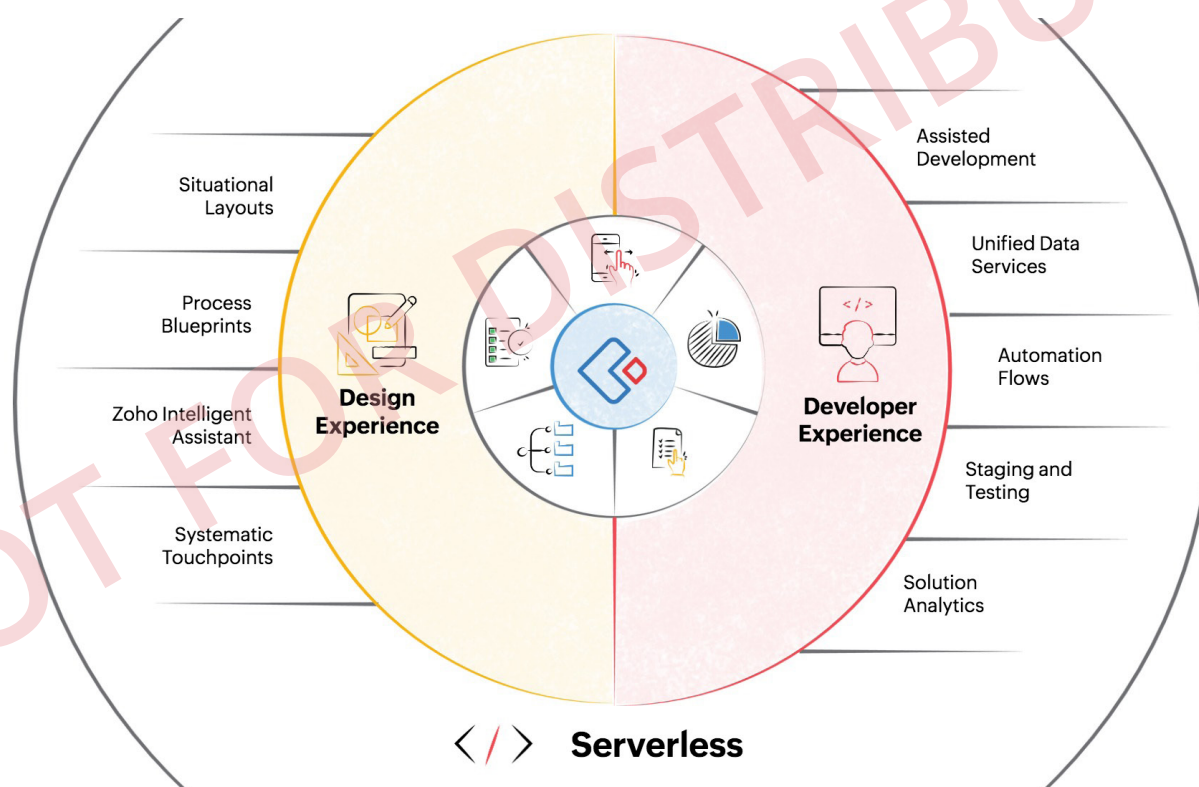 Situational
Layouts
Process
Blueprints
Zoho Intelligent
Assistant
Systematic
Touchpoints
Design
Experience
</>
Developer
Experience
Assisted
Development
Unified Data
Services
Automation
Flows
Staging and
Testing
Solution
Analytics
</> Serverless
OT FOR DISTRIBU